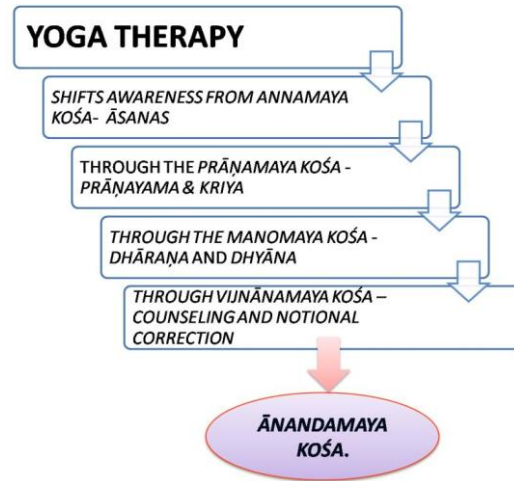 YOGA THERAPY
SHIFTS AWARENESS FROM ANNAMAYA
KOŚA- ĀSANAS
THROUGH THE PRĀṆAMAYA KOŚA -
PRĀṆAYAMA & KRIYA
THROUGH THE MANOMAYA KOŚA -
DHĀRAṆA AND DHYĀNA
THROUGH VIJNĀNAMAYA KOŚA –
COUNSELING AND NOTIONAL
CORRECTION
ĀNANDAMAYA
KOŚA.